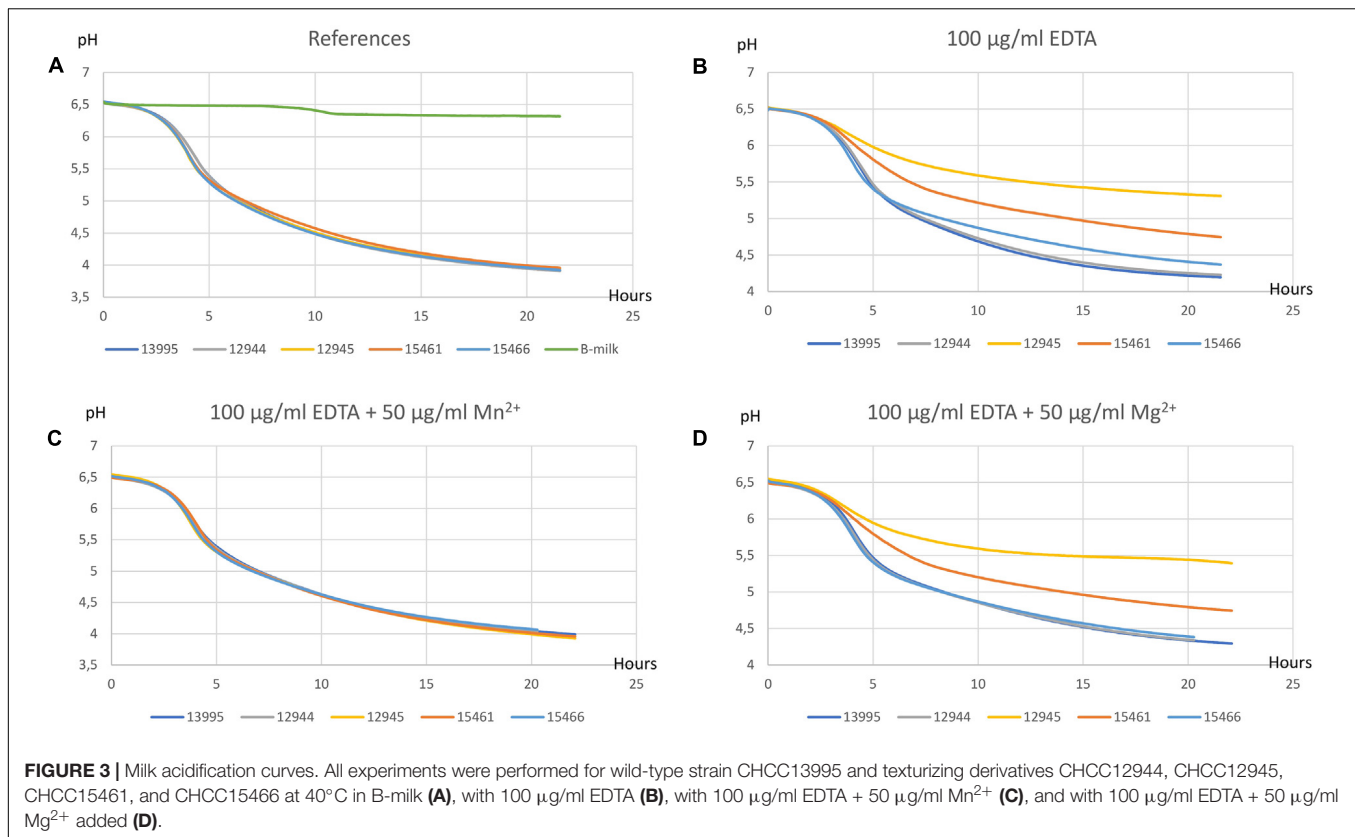 References
pH
A
7
6,5
6
5,5
5
4,5
4
3,5
0 5 10 15 20 25
Hours
13995 12944 12945 15461 15466 B-milk
100 µg/ml EDTA
pH
B
7
6,5
6
5,5
5
4,5
4
0 5 10 15 20 25
Hours
13995 12944 12945 15461 15466
100 µg/ml EDTA + 50 µg/ml Mn²⁺
pH
C
7
6,5
6
5,5
5
4,5
4
3,5
0 5 10 15 20 25
Hours
13995 12944 12945 15461 15466
100 µg/ml EDTA + 50 µg/ml Mg²⁺
pH
D
7
6,5
6
5,5
5
4,5
4
0 5 10 15 20 25
Hours
13995 12944 12945 15461 15466
FIGURE 3 | Milk acidification curves. All experiments were performed for wild-type strain CHCC13995 and texturizing derivatives CHCC12944, CHCC12945,
CHCC15461, and CHCC15466 at 40°C in B-milk (A), with 100 µg/ml EDTA (B), with 100 µg/ml EDTA + 50 µg/ml Mn²⁺ (C), and with 100 µg/ml EDTA + 50 µg/ml
Mg²⁺ added (D).